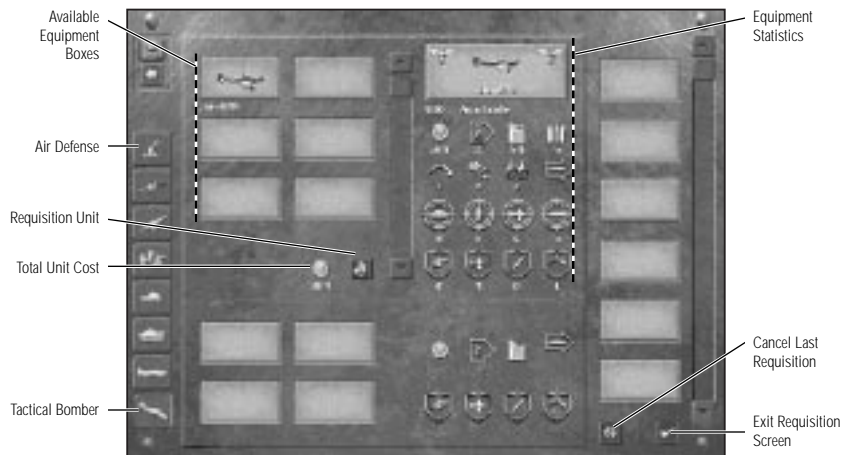 Available
Equipment
Boxes
Equipment
Statistics
Air Defense
Requisition Unit
Total Unit Cost
Tactical Bomber
Cancel Last
Requisition
Exit Requisition
Screen